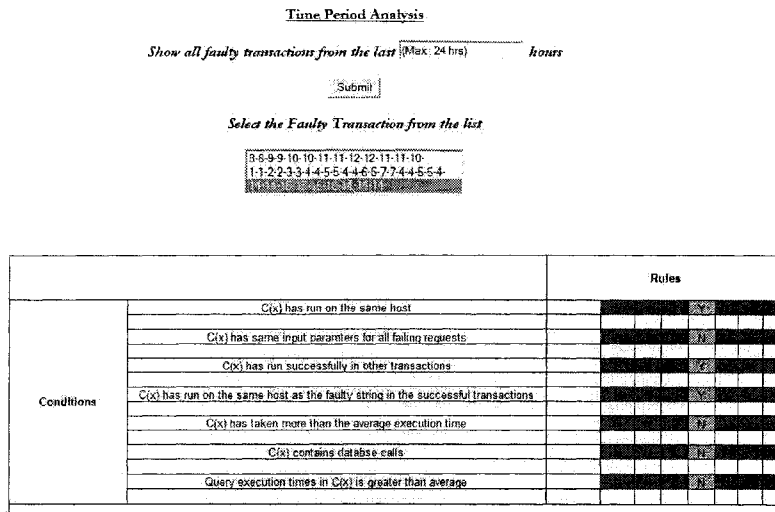 Time Period Analysis
Show all faulty transactions from the last (Max: 24 hrs) hours
Submit
Select the Faulty Transaction from the list
8-8-9-9-10-10-11-11-12-12-11-11-10-
1-1-2-2-3-3-4-4-5-5-4-4-6-6-7-7-4-4-5-5-4-
Rules
C(x) has run on the same host Y
C(x) has same input paramters for all failing requests N
C(x) has run successfully in other transactions Y
Conditions
C(x) has run on the same host as the faulty string in the successful transactions Y
C(x) has taken more than the average execution time N
C(x) contains databse calls N
Query execution times in C(x) is greater than average N